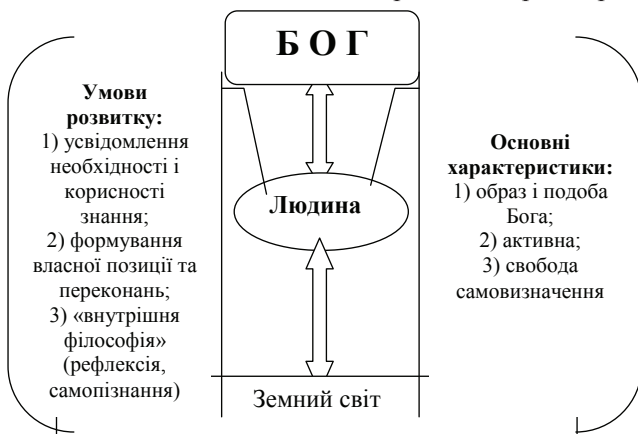 Б О Г
Умови
розвитку:
1) усвідомлення
необхідності і
корисності
знання;
2) формування
власної позиції та
переконань;
3) «внутрішня
філософія»
(рефлексія,
самопізнання)
Людина
Основні
характеристики:
1) образ і подоба
Бога;
2) активна;
3) свобода
самовизначення
Земний світ